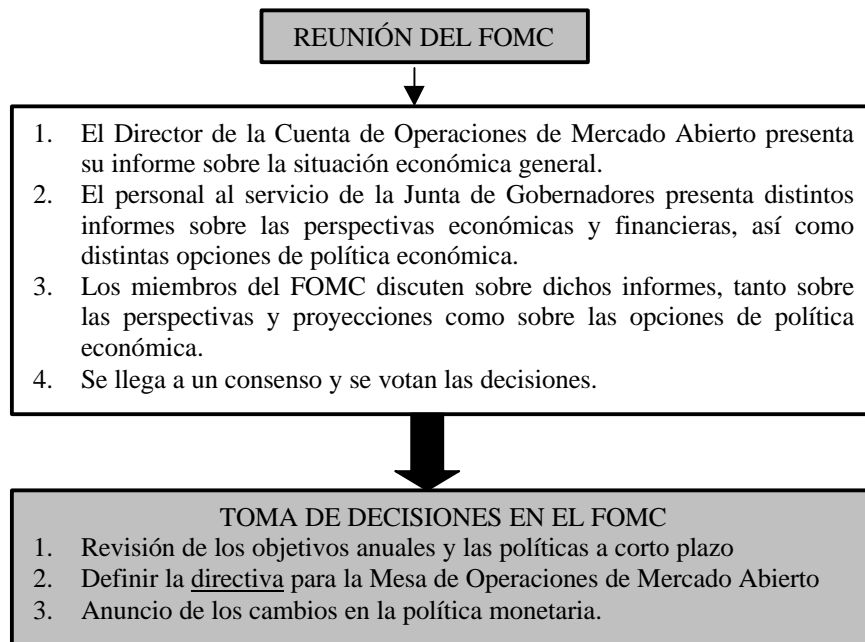 REUNIÓN DEL FOMC
1. El Director de la Cuenta de Operaciones de Mercado Abierto presenta
su informe sobre la situación económica general.
2. El personal al servicio de la Junta de Gobernadores presenta distintos
informes sobre las perspectivas económicas y financieras, así como
distintas opciones de política económica.
3. Los miembros del FOMC discuten sobre dichos informes, tanto sobre
las perspectivas y proyecciones como sobre las opciones de política
económica.
4. Se llega a un consenso y se votan las decisiones.
TOMA DE DECISIONES EN EL FOMC
1. Revisión de los objetivos anuales y las políticas a corto plazo
2. Definir la directiva para la Mesa de Operaciones de Mercado Abierto
3. Anuncio de los cambios en la política monetaria.